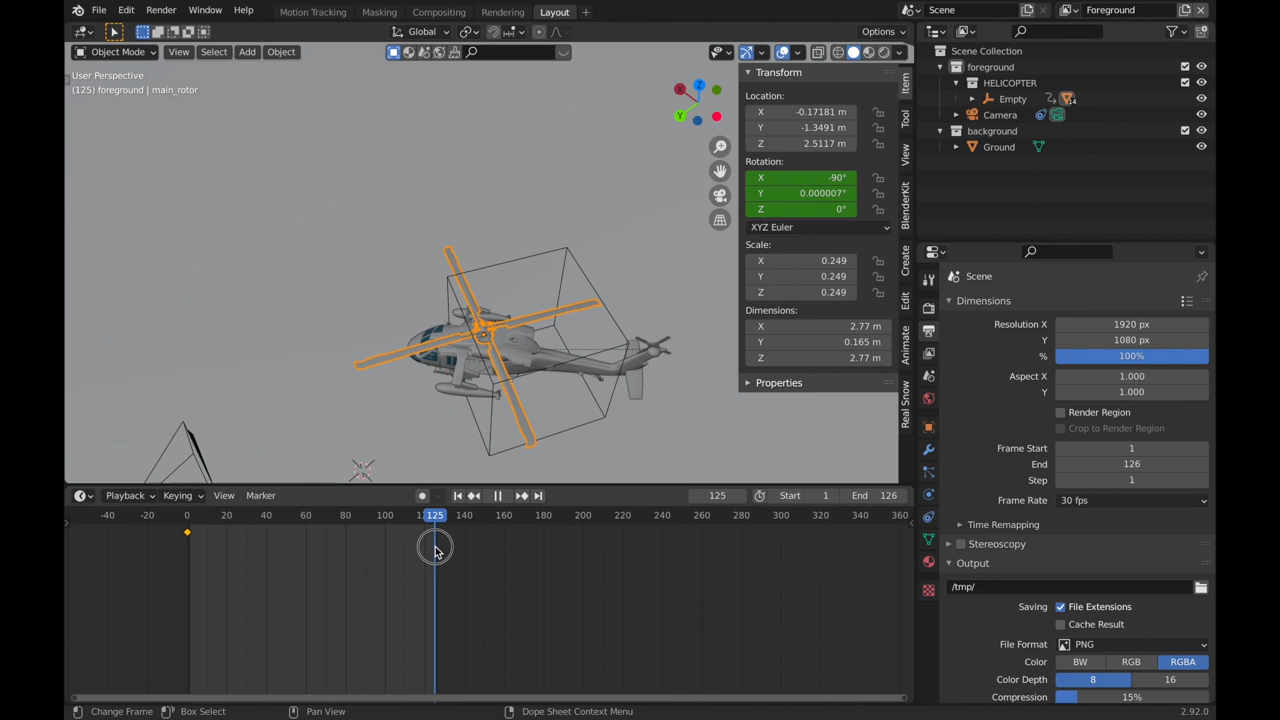 File Edit Render Window Help Motion Tracking Masking Compositing Rendering Layout + Scene Foreground
Object Mode View Select Add Object Global Options
User Perspective
(125) foreground | main_rotor
X Y Z
Transform
Location:
X -0.17181 m
Y -1.3491 m
Z 2.5117 m
Rotation:
X -90°
Y 0.000007°
Z 0°
XYZ Euler
Scale:
X 0.249
Y 0.249
Z 0.249
Dimensions:
X 2.77 m
Y 0.165 m
Z 2.77 m
Properties
Item
Tool
View
BlenderKit
Create
Edit
Animate
Real Snow
Scene Collection
foreground
HELICOPTER
Empty 14
Camera
background
Ground
Scene
Dimensions
Resolution X 1920 px
Y 1080 px
% 100%
Aspect X 1.000
Y 1.000
Render Region
Crop to Render Region
Frame Start 1
End 126
Step 1
Frame Rate 30 fps
Time Remapping
Stereoscopy
Output
/tmp/
Saving File Extensions
Cache Result
File Format PNG
Color BW RGB RGBA
Color Depth 8 16
Compression 15%
Playback Keying View Marker 125 Start 1 End 126
-40 -20 0 20 40 60 80 100 125 140 160 180 200 220 240 260 280 300 320 340 360
Change Frame Box Select Pan View Dope Sheet Context Menu 2.92.0